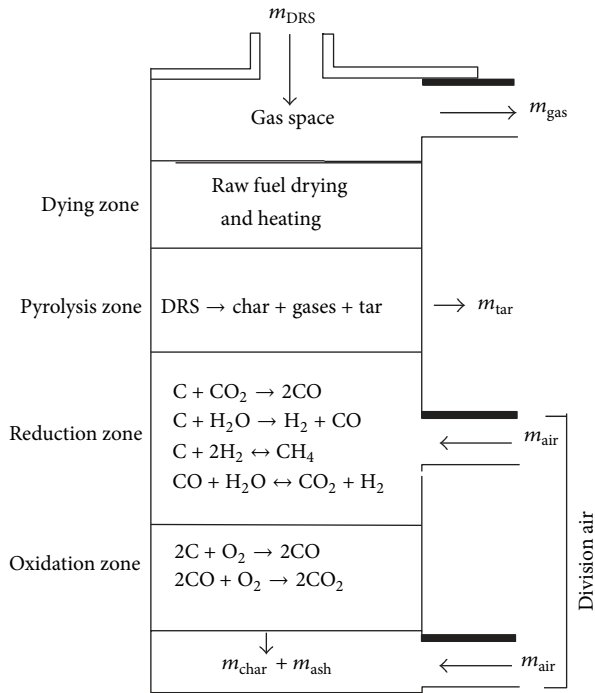 m_DRS
Gas space
m_gas
Dying zone
Raw fuel drying
and heating
Pyrolysis zone
DRS → char + gases + tar
m_tar
Reduction zone
C + CO₂ → 2CO
C + H₂O → H₂ + CO
C + 2H₂ ↔ CH₄
CO + H₂O ↔ CO₂ + H₂
m_air
Oxidation zone
2C + O₂ → 2CO
2CO + O₂ → 2CO₂
Division air
m_char + m_ash
m_air